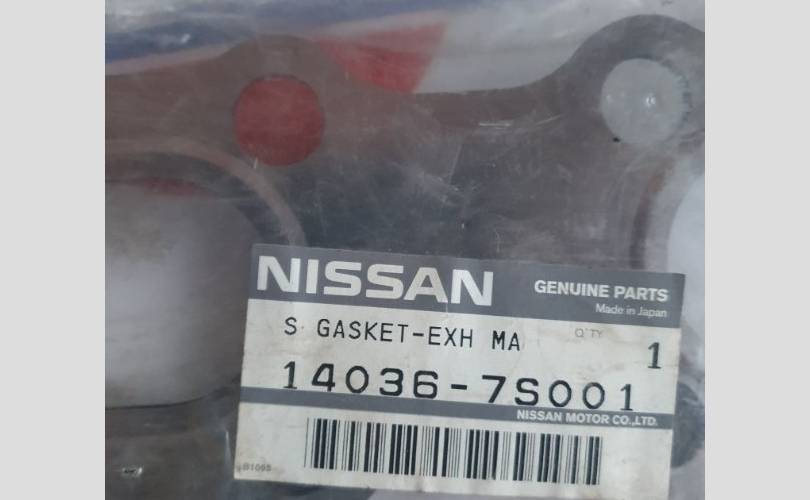 NISSAN GENUINE PARTS
Made in Japan
S GASKET-EXH MA Q'TY 1
14036-7S001
NISSAN MOTOR CO.,LTD.